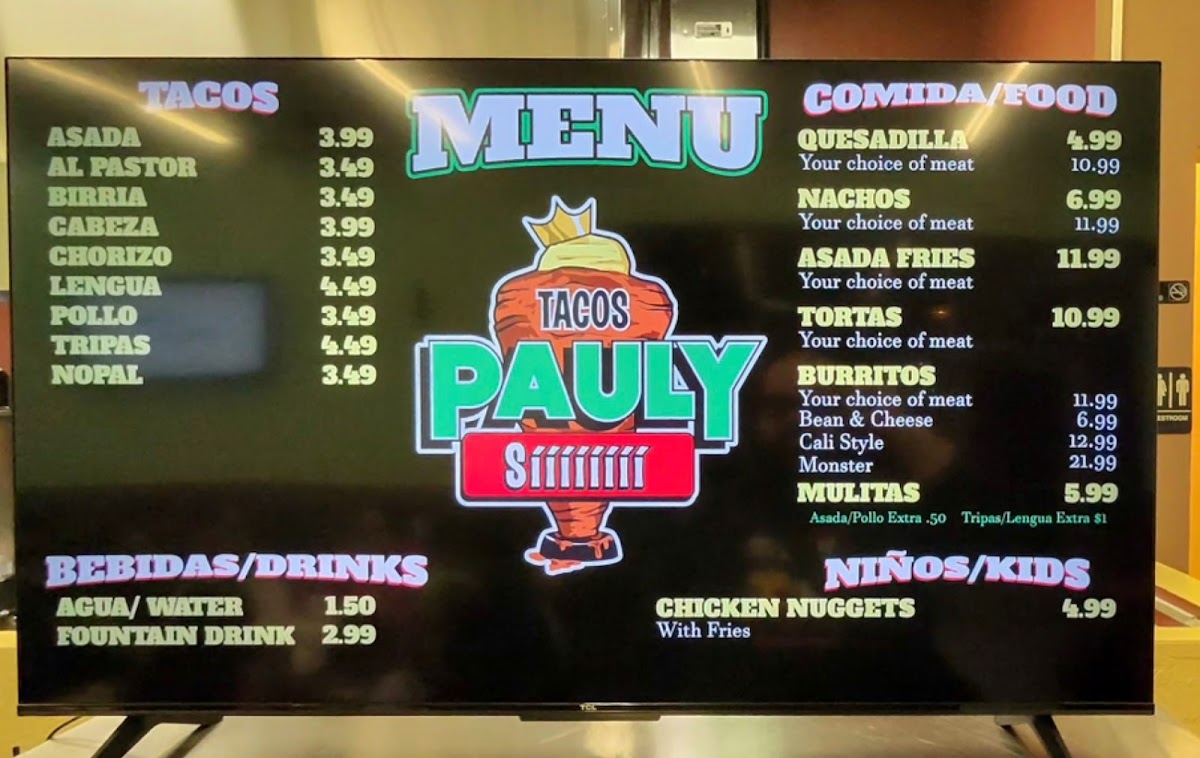 TACOS
ASADA 3.99
AL PASTOR 3.49
BIRRIA 3.49
CABEZA 3.99
CHORIZO 3.49
LENGUA 4.49
POLLO 3.49
TRIPAS 4.49
NOPAL 3.49
BEBIDAS/DRINKS
AGUA/ WATER 1.50
FOUNTAIN DRINK 2.99
MENU
TACOS
PAULY
Síííííííí
COMIDA/FOOD
QUESADILLA 4.99
Your choice of meat 10.99
NACHOS 6.99
Your choice of meat 11.99
ASADA FRIES 11.99
Your choice of meat
TORTAS 10.99
Your choice of meat
BURRITOS
Your choice of meat 11.99
Bean & Cheese 6.99
Cali Style 12.99
Monster 21.99
MULITAS 5.99
Asada/Pollo Extra .50 Tripas/Lengua Extra $1
NIÑOS/KIDS
CHICKEN NUGGETS 4.99
With Fries
TCL